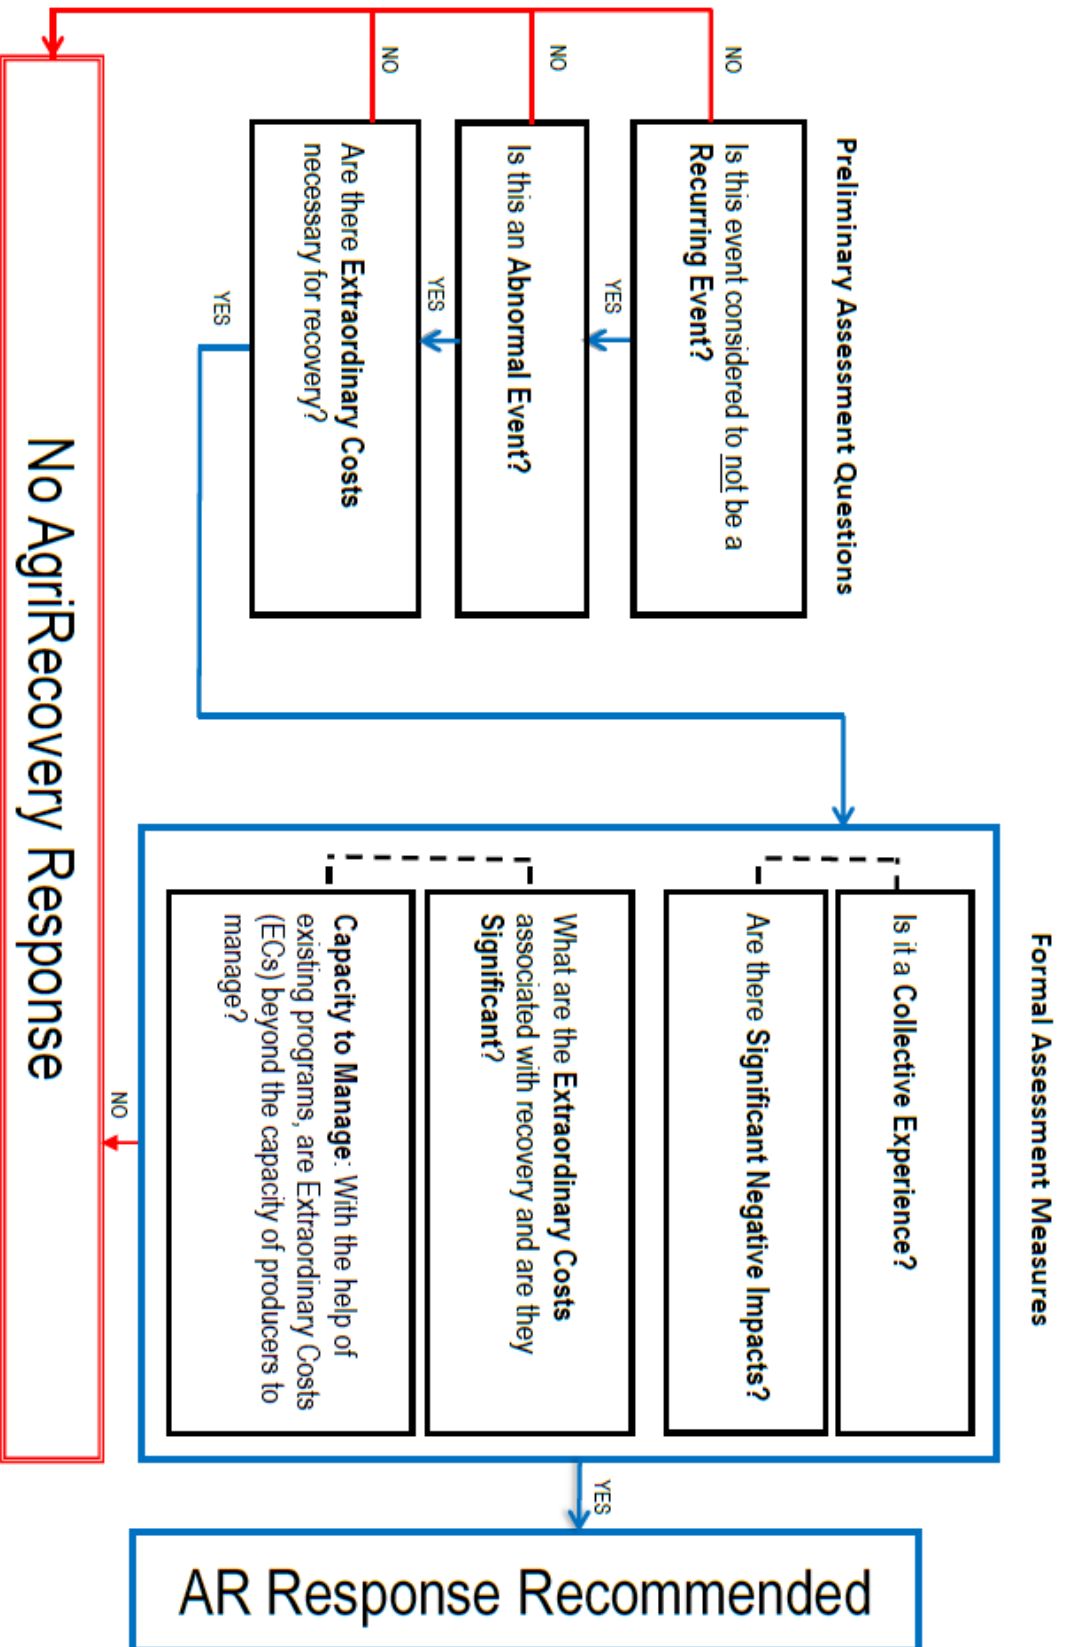 Preliminary Assessment Questions
NO
Is this event considered to not be a
Recurring Event?
YES
NO
Is this an Abnormal Event?
YES
NO
Are there Extraordinary Costs
necessary for recovery?
YES
Formal Assessment Measures
Is it a Collective Experience?
Are there Significant Negative Impacts?
What are the Extraordinary Costs
associated with recovery and are they
Significant?
Capacity to Manage: With the help of
existing programs, are Extraordinary Costs
(ECs) beyond the capacity of producers to
manage?
YES
AR Response Recommended
NO
No AgriRecovery Response